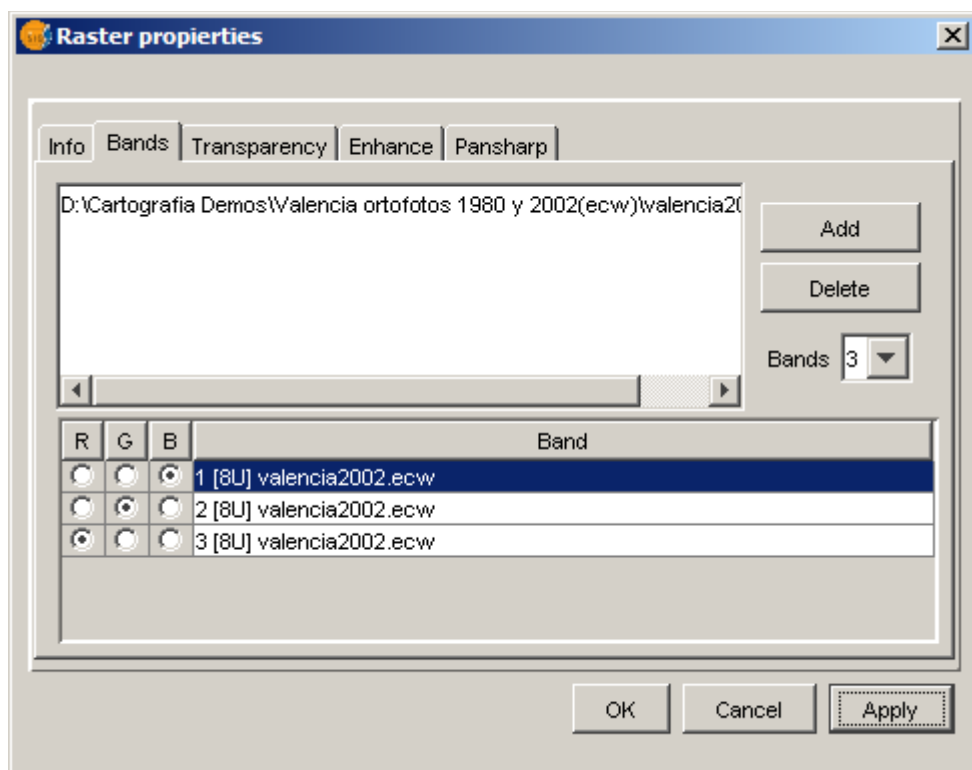 Raster propierties
Info Bands Transparency Enhance Pansharp
D:\Cartografia Demos\Valencia ortofotos 1980 y 2002(ecw)\valencia20
Add
Delete
Bands 3
R G B Band
1 [8U] valencia2002.ecw
2 [8U] valencia2002.ecw
3 [8U] valencia2002.ecw
OK Cancel Apply